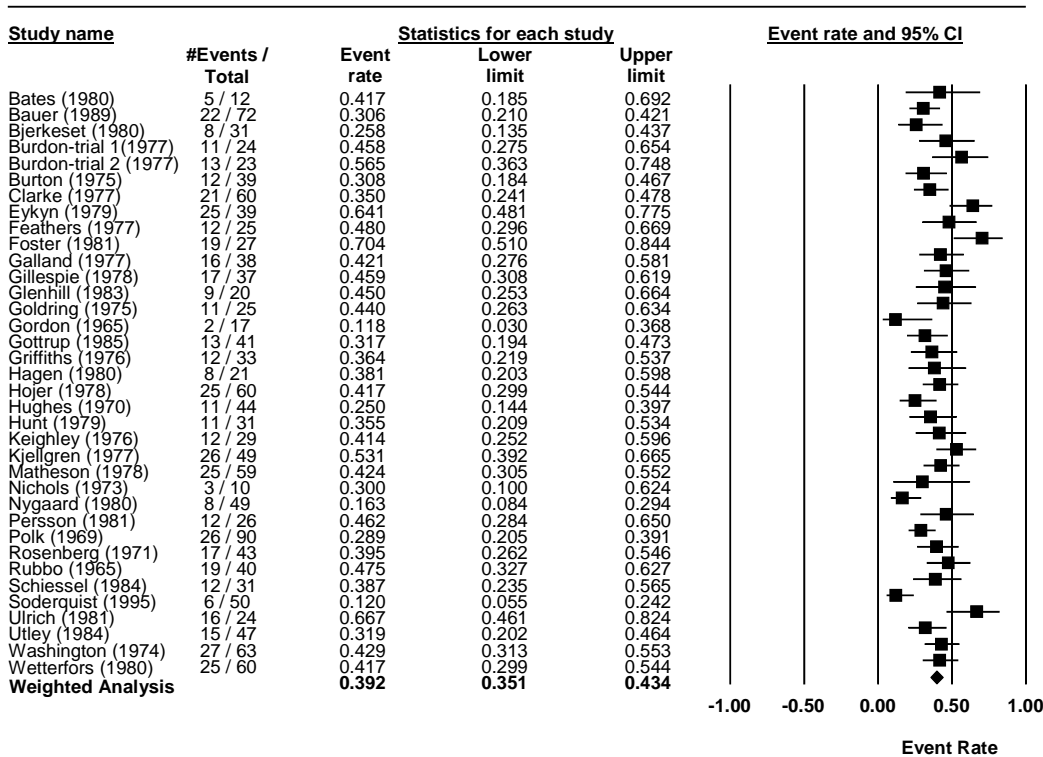 Study name Statistics for each study Event rate and 95% CI
#Events / Event Lower Upper
Total rate limit limit
Bates (1980) 5 / 12 0.417 0.185 0.692
Bauer (1989) 22 / 72 0.306 0.210 0.421
Bjerkeset (1980) 8 / 31 0.258 0.135 0.437
Burdon-trial 1(1977) 11 / 24 0.458 0.275 0.654
Burdon-trial 2 (1977) 13 / 23 0.565 0.363 0.748
Burton (1975) 12 / 39 0.308 0.184 0.467
Clarke (1977) 21 / 60 0.350 0.241 0.478
Eykyn (1979) 25 / 39 0.641 0.481 0.775
Feathers (1977) 12 / 25 0.480 0.296 0.669
Foster (1981) 19 / 27 0.704 0.510 0.844
Galland (1977) 16 / 38 0.421 0.276 0.581
Gillespie (1978) 17 / 37 0.459 0.308 0.619
Glenhill (1983) 9 / 20 0.450 0.253 0.664
Goldring (1975) 11 / 25 0.440 0.263 0.634
Gordon (1965) 2 / 17 0.118 0.030 0.368
Gottrup (1985) 13 / 41 0.317 0.194 0.473
Griffiths (1976) 12 / 33 0.364 0.219 0.537
Hagen (1980) 8 / 21 0.381 0.203 0.598
Hojer (1978) 25 / 60 0.417 0.299 0.544
Hughes (1970) 11 / 44 0.250 0.144 0.397
Hunt (1979) 11 / 31 0.355 0.209 0.534
Keighley (1976) 12 / 29 0.414 0.252 0.596
Kjellgren (1977) 26 / 49 0.531 0.392 0.665
Matheson (1978) 25 / 59 0.424 0.305 0.552
Nichols (1973) 3 / 10 0.300 0.100 0.624
Nygaard (1980) 8 / 49 0.163 0.084 0.294
Persson (1981) 12 / 26 0.462 0.284 0.650
Polk (1969) 26 / 90 0.289 0.205 0.391
Rosenberg (1971) 17 / 43 0.395 0.262 0.546
Rubbo (1965) 19 / 40 0.475 0.327 0.627
Schiessel (1984) 12 / 31 0.387 0.235 0.565
Soderquist (1995) 6 / 50 0.120 0.055 0.242
Ulrich (1981) 16 / 24 0.667 0.461 0.824
Utley (1984) 15 / 47 0.319 0.202 0.464
Washington (1974) 27 / 63 0.429 0.313 0.553
Wetterfors (1980) 25 / 60 0.417 0.299 0.544
Weighted Analysis 0.392 0.351 0.434
-1.00 -0.50 0.00 0.50 1.00
Event Rate